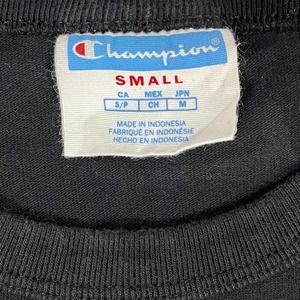 Champion
SMALL
CA MEX JPN
S/P CH M
MADE IN INDONESIA
FABRIQUÉ EN INDONÉSIE
HECHO EN INDONESIA